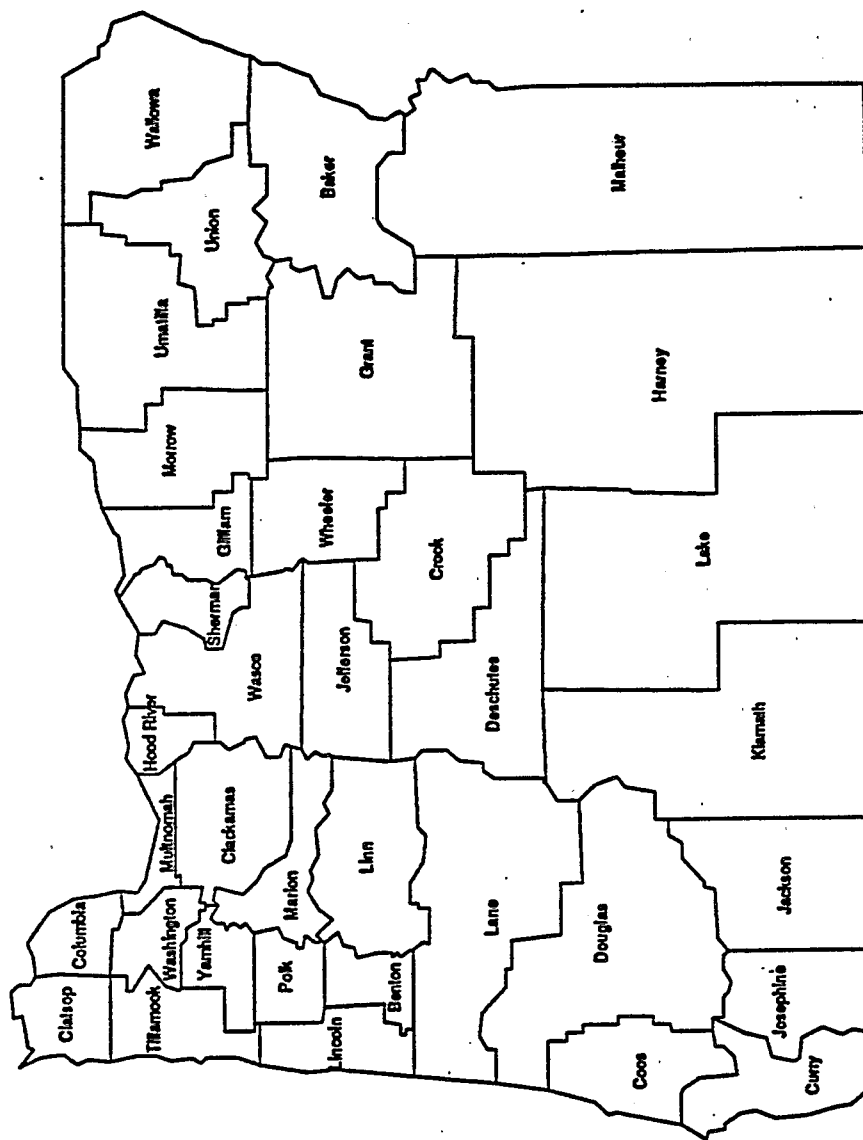 Clatsop
Columbia
Tillamook
Washington
Multnomah
Hood River
Yamhill
Clackamas
Wasco
Sherman
Gilliam
Morrow
Umatilla
Union
Wallowa
Polk
Marion
Lincoln
Benton
Linn
Jefferson
Wheeler
Grant
Baker
Lane
Deschutes
Crook
Douglas
Coos
Curry
Josephine
Jackson
Klamath
Lake
Harney
Malheur